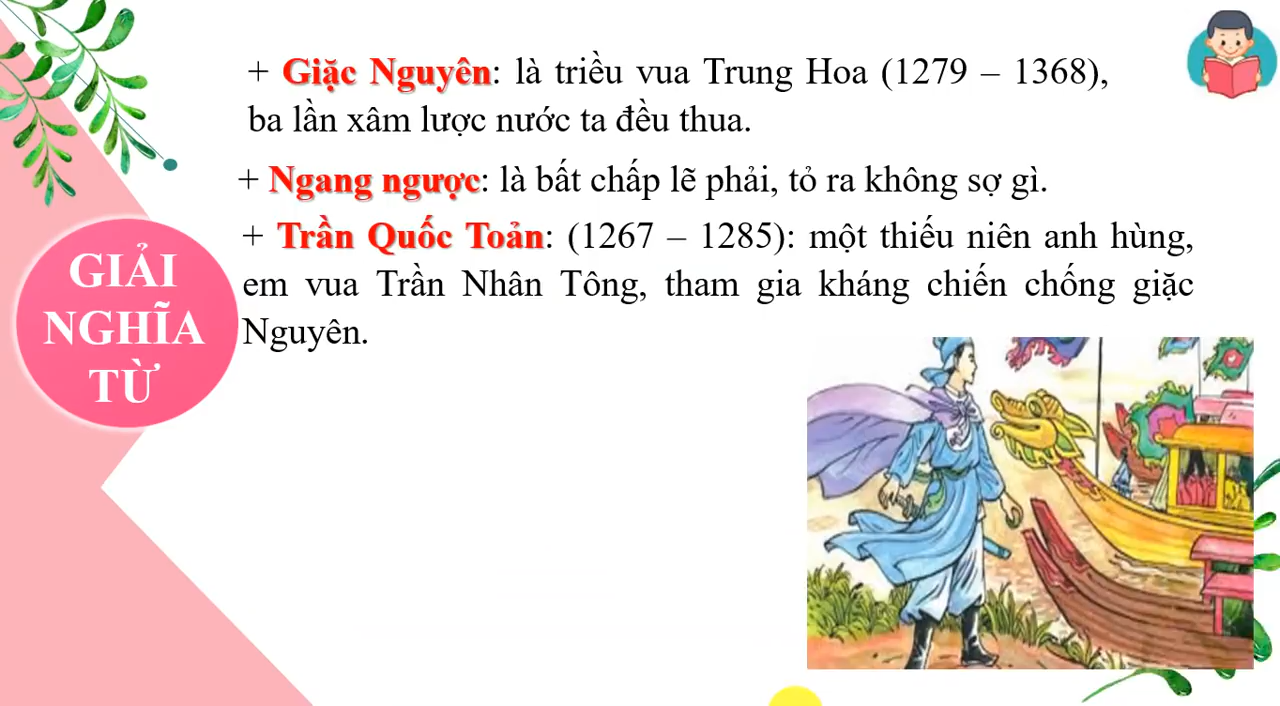 + Giặc Nguyên: là triều vua Trung Hoa (1279 – 1368),
ba lần xâm lược nước ta đều thua.
+ Ngang ngược: là bất chấp lẽ phải, tỏ ra không sợ gì.
+ Trần Quốc Toản: (1267 – 1285): một thiếu niên anh hùng,
em vua Trần Nhân Tông, tham gia kháng chiến chống giặc
Nguyên.
GIẢI
NGHĨA
TỪ